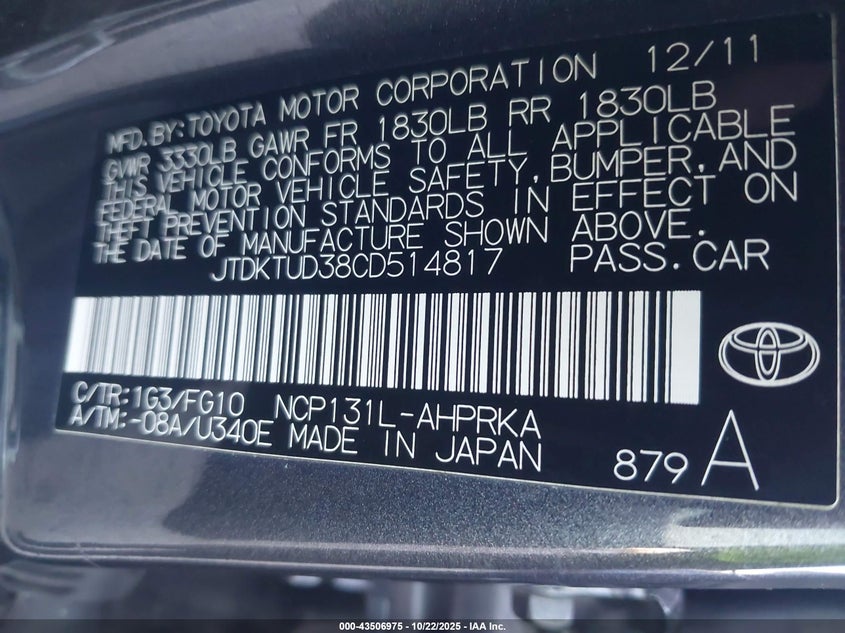 MFD. BY: TOYOTA MOTOR CORPORATION 12/11
GVWR 3330LB GAWR FR 1830LB RR 1830LB
THIS VEHICLE CONFORMS TO ALL APPLICABLE
FEDERAL MOTOR VEHICLE SAFETY, BUMPER, AND
THEFT PREVENTION STANDARDS IN EFFECT ON
THE DATE OF MANUFACTURE SHOWN ABOVE.
JTDKTUD38CD514817 PASS. CAR
C/TR: 1G3/FG10 NCP131L-AHPRKA
A/TM: -08A/U340E MADE IN JAPAN
879 A
000-43506975 - 10/22/2025 - IAA Inc.